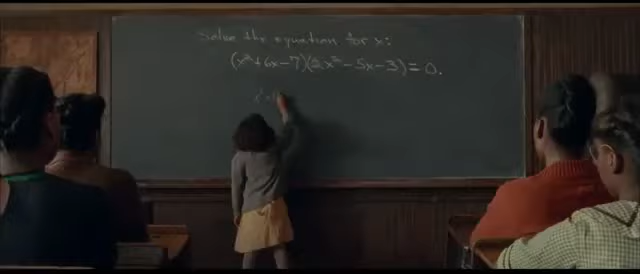 Solve the equation for x:
(x²+6x-7)(2x²-5x-3)=0.